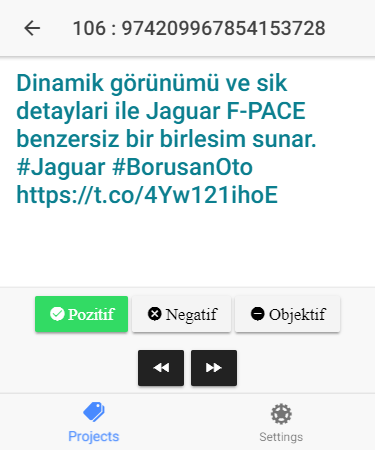 106 : 974209967854153728
Dinamik görünümü ve sik
detaylari ile Jaguar F-PACE
benzersiz bir birlesim sunar.
#Jaguar #BorusanOto
https://t.co/4Yw121ihoE
Pozitif Negatif Objektif
Projects Settings